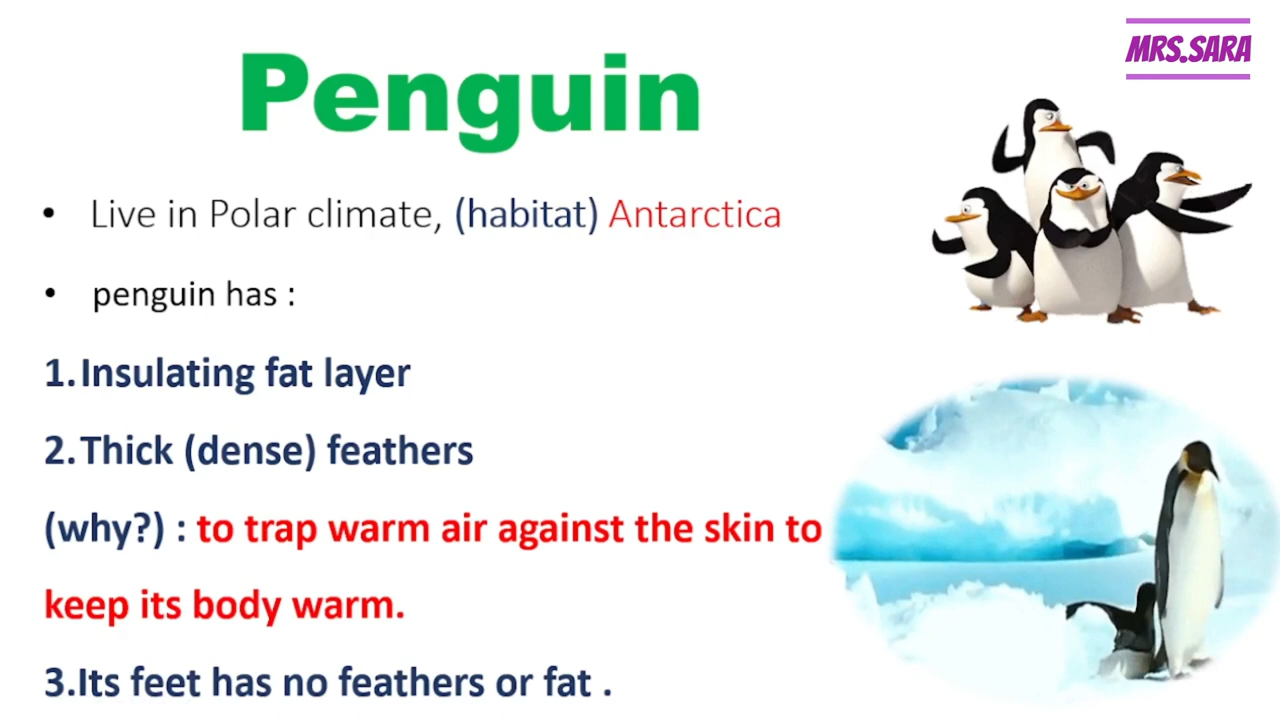 MRS.SARA
Penguin
• Live in Polar climate, (habitat) Antarctica
• penguin has :
1.Insulating fat layer
2.Thick (dense) feathers
(why?) : to trap warm air against the skin to
keep its body warm.
3.Its feet has no feathers or fat .